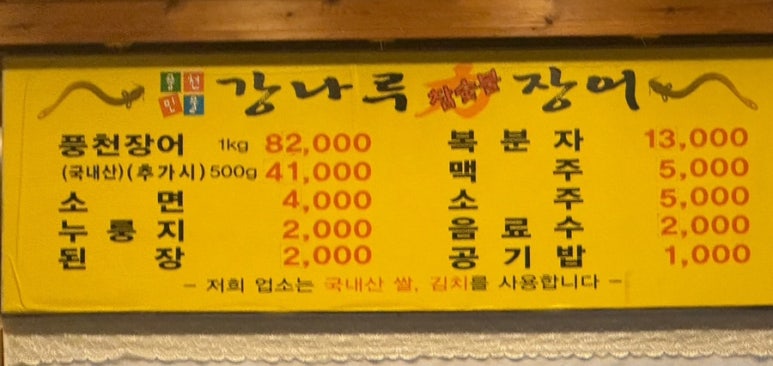 풍천
민물
강나루 참숯불 장어
풍천장어 1kg 82,000
(국내산)(추가시)500g 41,000
소면 4,000
누룽지 2,000
된장 2,000
복분자 13,000
맥주 5,000
소주 5,000
음료수 2,000
공기밥 1,000
- 저희 업소는 국내산 쌀, 김치를 사용합니다 -